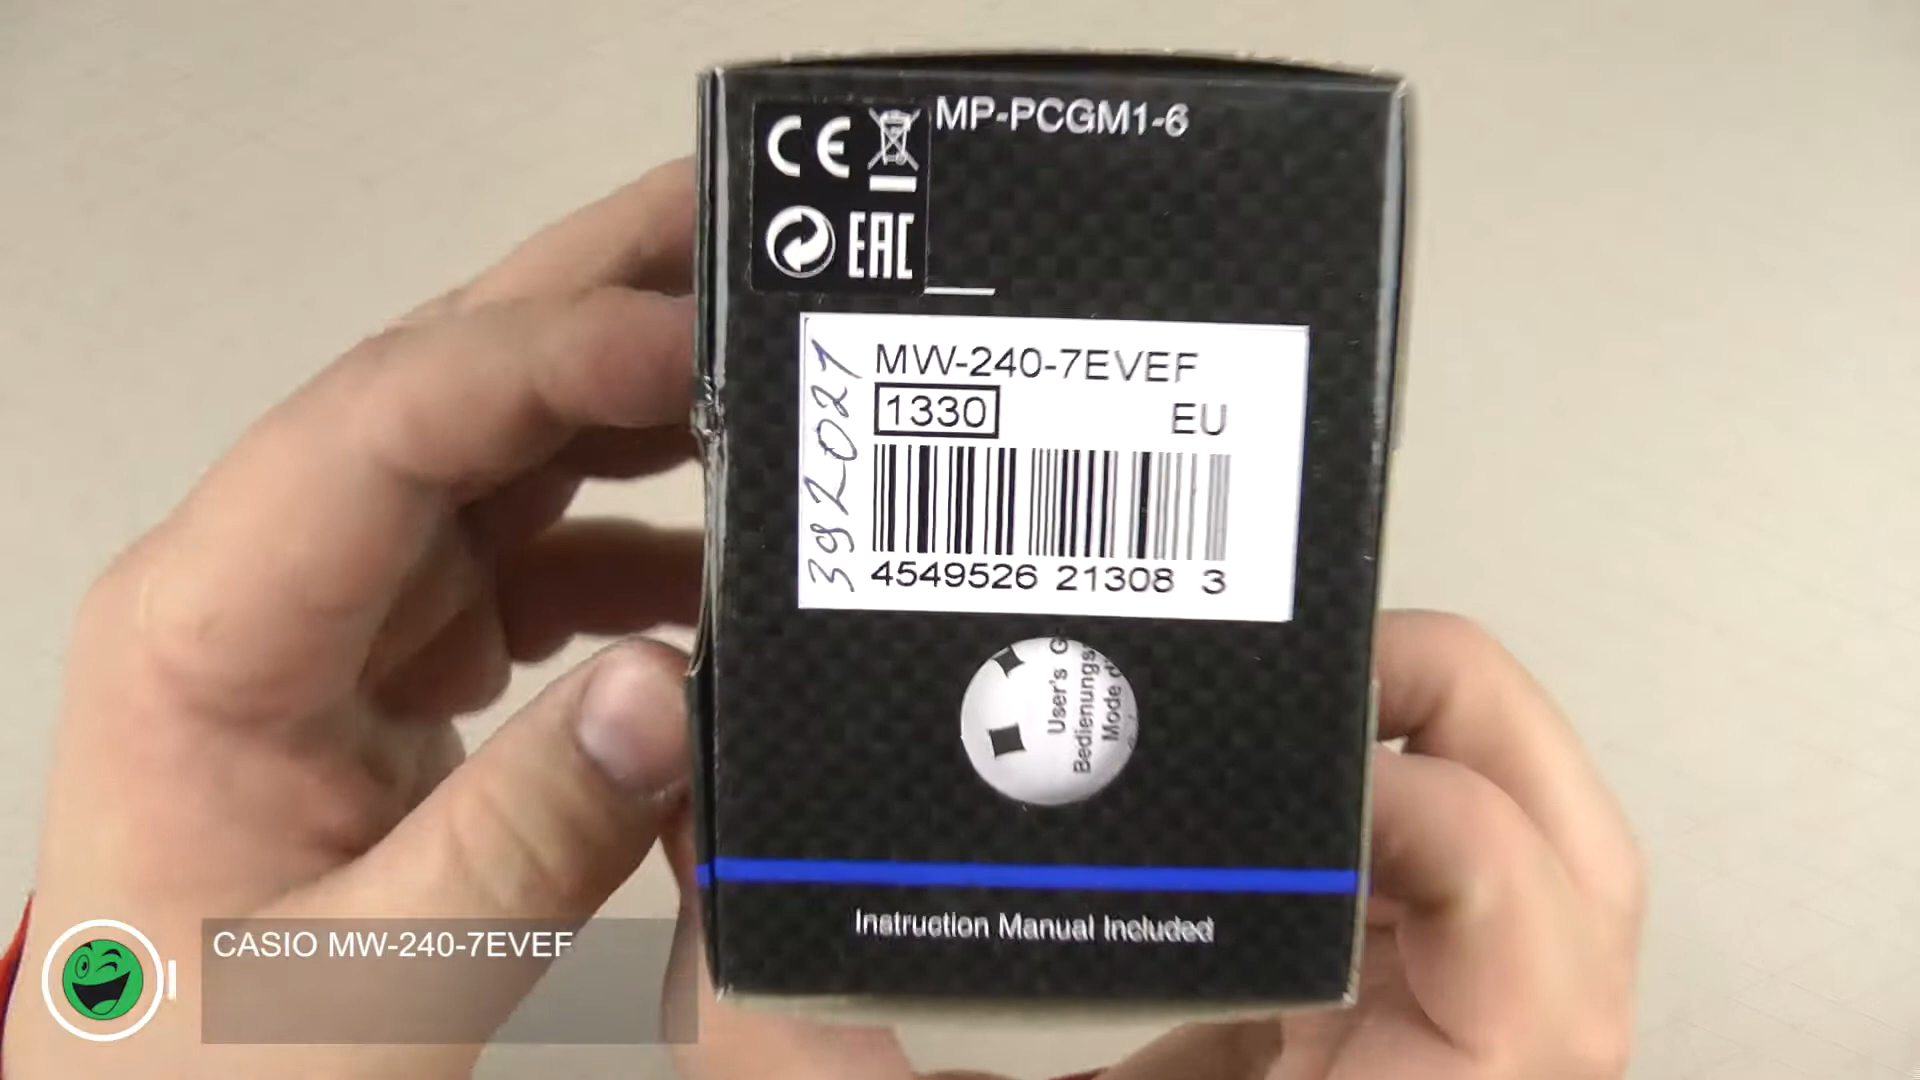 MP-PCGM1-6
CE
EAC
MW-240-7EVEF
1330
EU
3992021
4549526 21308 3
User's G
Bedienungs
Mode d'
Instruction Manual Included
CASIO MW-240-7EVEF